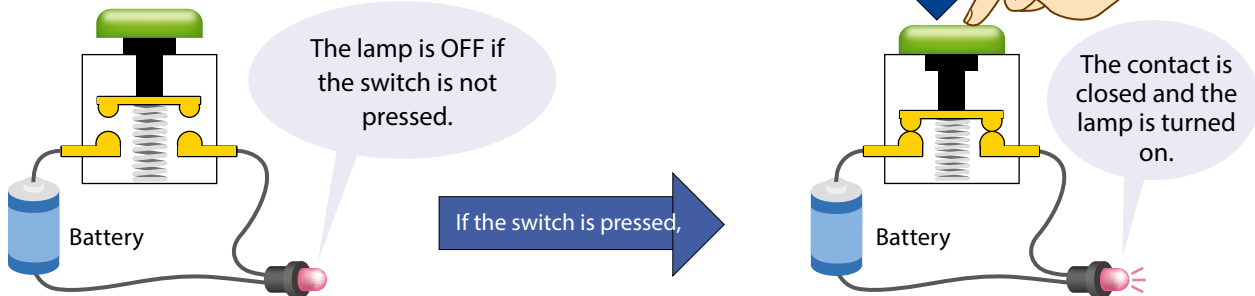 The lamp is OFF if
the switch is not
pressed.
Battery
If the switch is pressed,
The contact is
closed and the
lamp is turned
on.
Battery